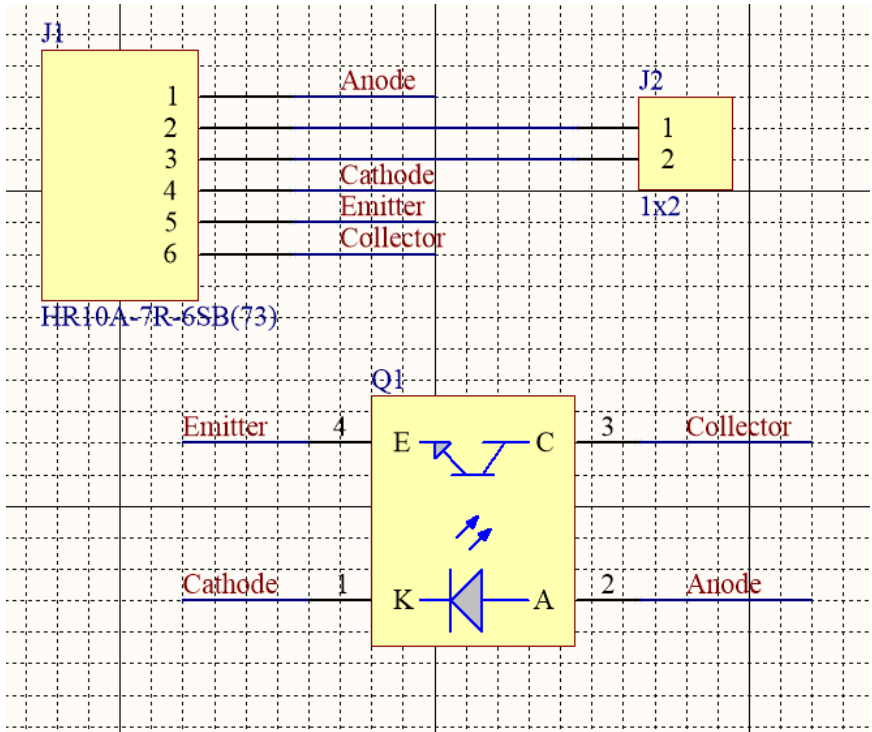 J1
1 Anode
2
3
4 Cathode
5 Emitter
6 Collector
HR10A-7R-6SB(73)
J2
1
2
1x2
Q1
Emitter 4 E C 3 Collector
Cathode 1 K A 2 Anode